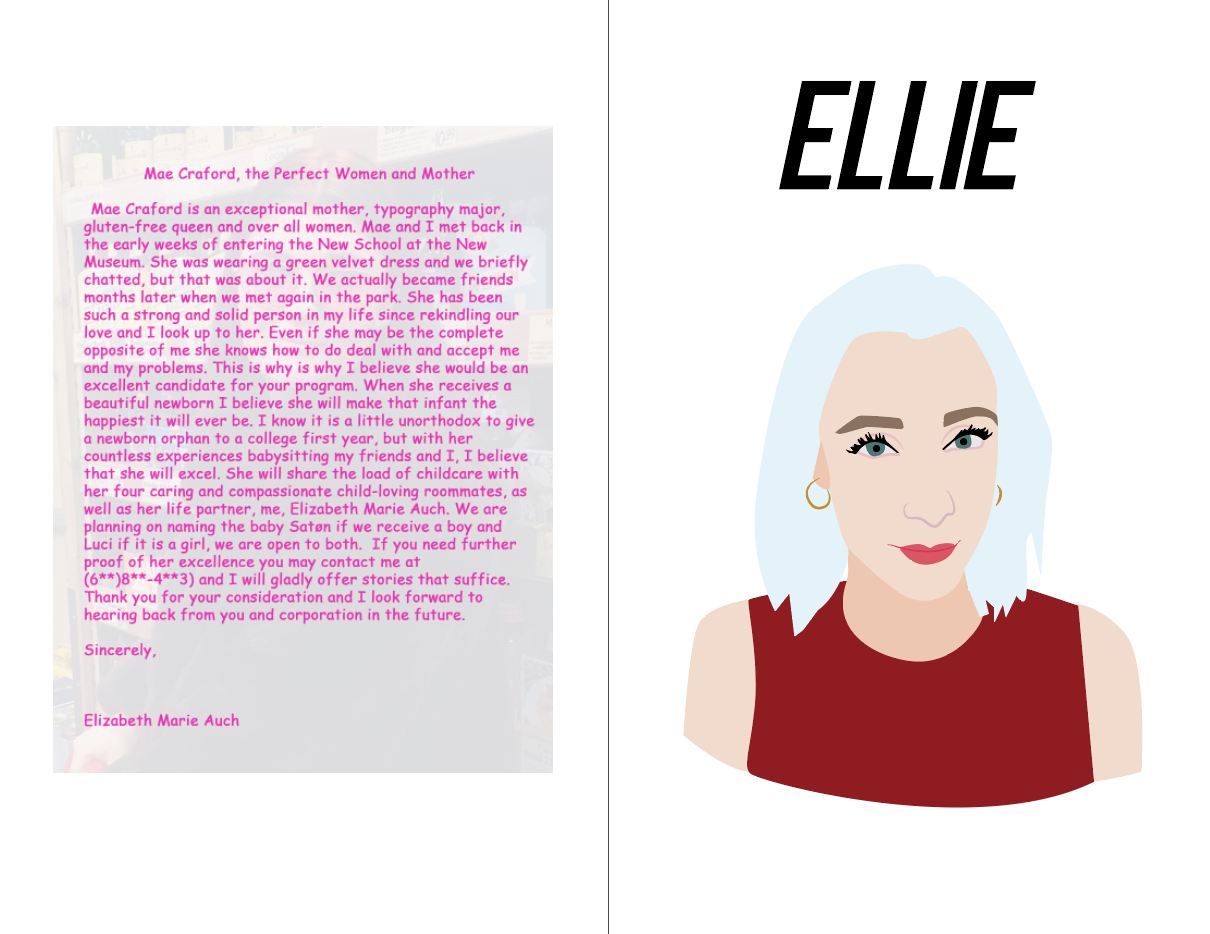 Mae Craford, the Perfect Women and Mother
Mae Craford is an exceptional mother, typography major,
gluten-free queen and over all women. Mae and I met back in
the early weeks of entering the New School at the New
Museum. She was wearing a green velvet dress and we briefly
chatted, but that was about it. We actually became friends
months later when we met again in the park. She has been
such a strong and solid person in my life since rekindling our
love and I look up to her. Even if she may be the complete
opposite of me she knows how to do deal with and accept me
and my problems. This is why is why I believe she would be an
excellent candidate for your program. When she receives a
beautiful newborn I believe she will make that infant the
happiest it will ever be. I know it is a little unorthodox to give
a newborn orphan to a college first year, but with her
countless experiences babysitting my friends and I, I believe
that she will excel. She will share the load of childcare with
her four caring and compassionate child-loving roommates, as
well as her life partner, me, Elizabeth Marie Auch. We are
planning on naming the baby Satøn if we receive a boy and
Luci if it is a girl, we are open to both.  If you need further
proof of her excellence you may contact me at
(6**)8**-4**3) and I will gladly offer stories that suffice.
Thank you for your consideration and I look forward to
hearing back from you and corporation in the future.
Sincerely,
Elizabeth Marie Auch
ELLIE